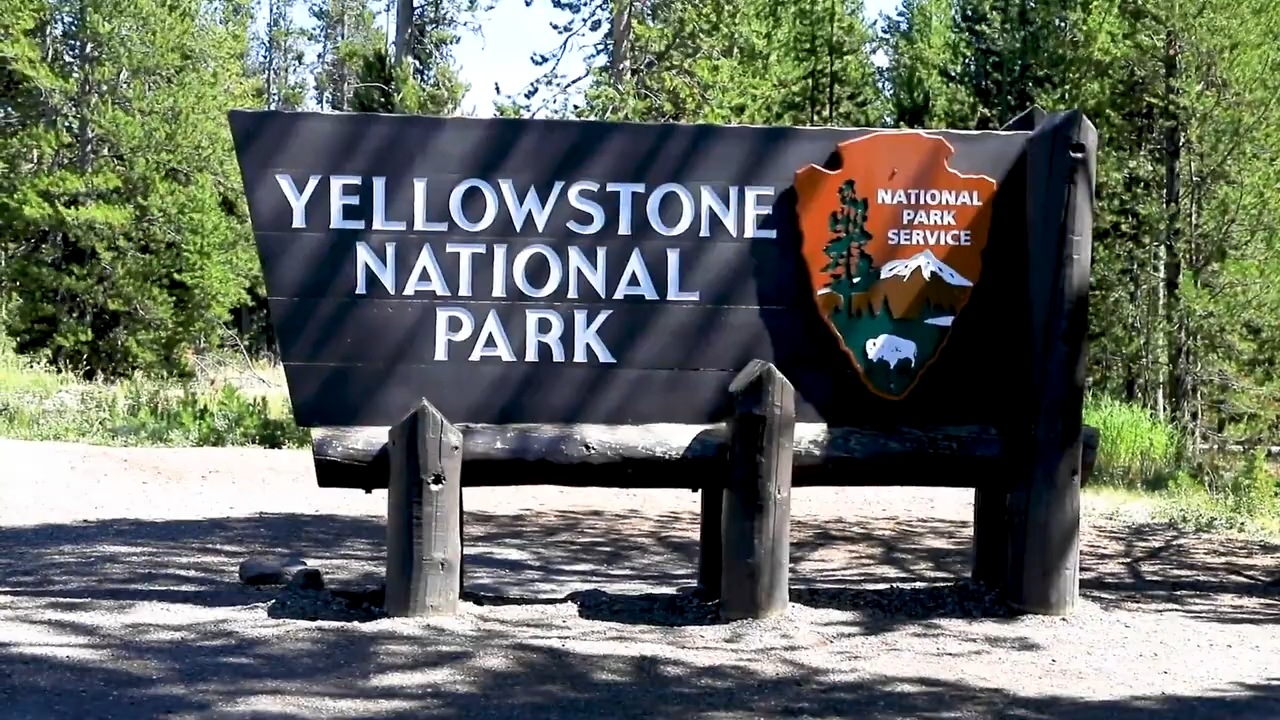 YELLOWSTONE
NATIONAL
PARK
NATIONAL
PARK
SERVICE